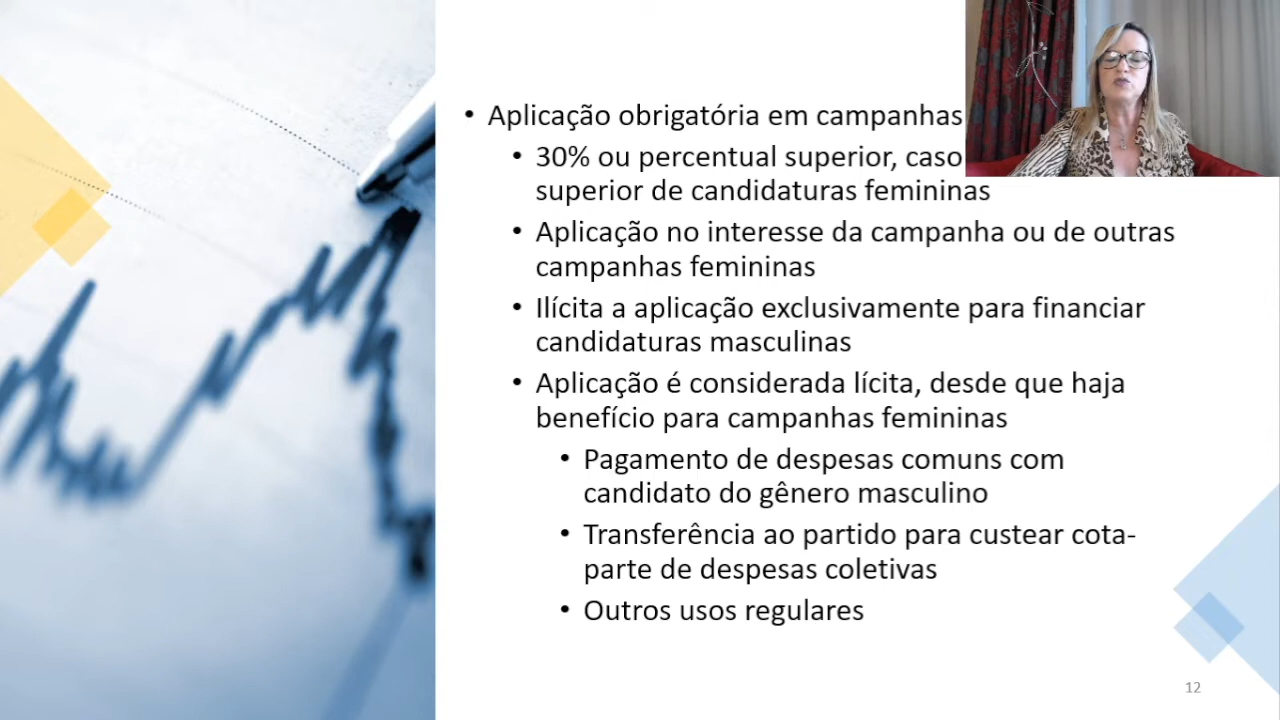 • Aplicação obrigatória em campanhas
• 30% ou percentual superior, caso
superior de candidaturas femininas
• Aplicação no interesse da campanha ou de outras
campanhas femininas
• Ilícita a aplicação exclusivamente para financiar
candidaturas masculinas
• Aplicação é considerada lícita, desde que haja
benefício para campanhas femininas
• Pagamento de despesas comuns com
candidato do gênero masculino
• Transferência ao partido para custear cota-
parte de despesas coletivas
• Outros usos regulares
12